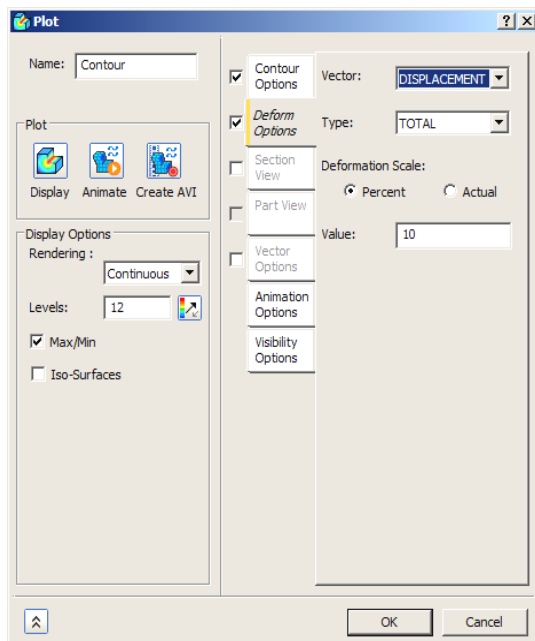 Plot
Name: Contour
Plot
Display Animate Create AVI
Display Options
Rendering :
Continuous
Levels: 12
Max/Min
Iso-Surfaces
Contour
Options
Deform
Options
Section
View
Part View
Vector
Options
Animation
Options
Visibility
Options
Vector: DISPLACEMENT
Type: TOTAL
Deformation Scale:
Percent Actual
Value: 10
OK Cancel